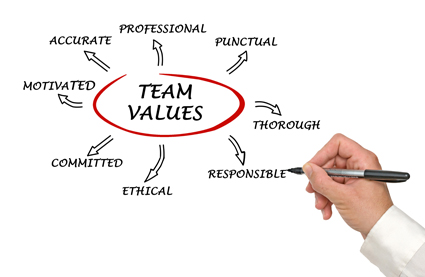 PROFESSIONAL
ACCURATE
PUNCTUAL
MOTIVATED
TEAM
VALUES
THOROUGH
COMMITTED
RESPONSIBLE
ETHICAL